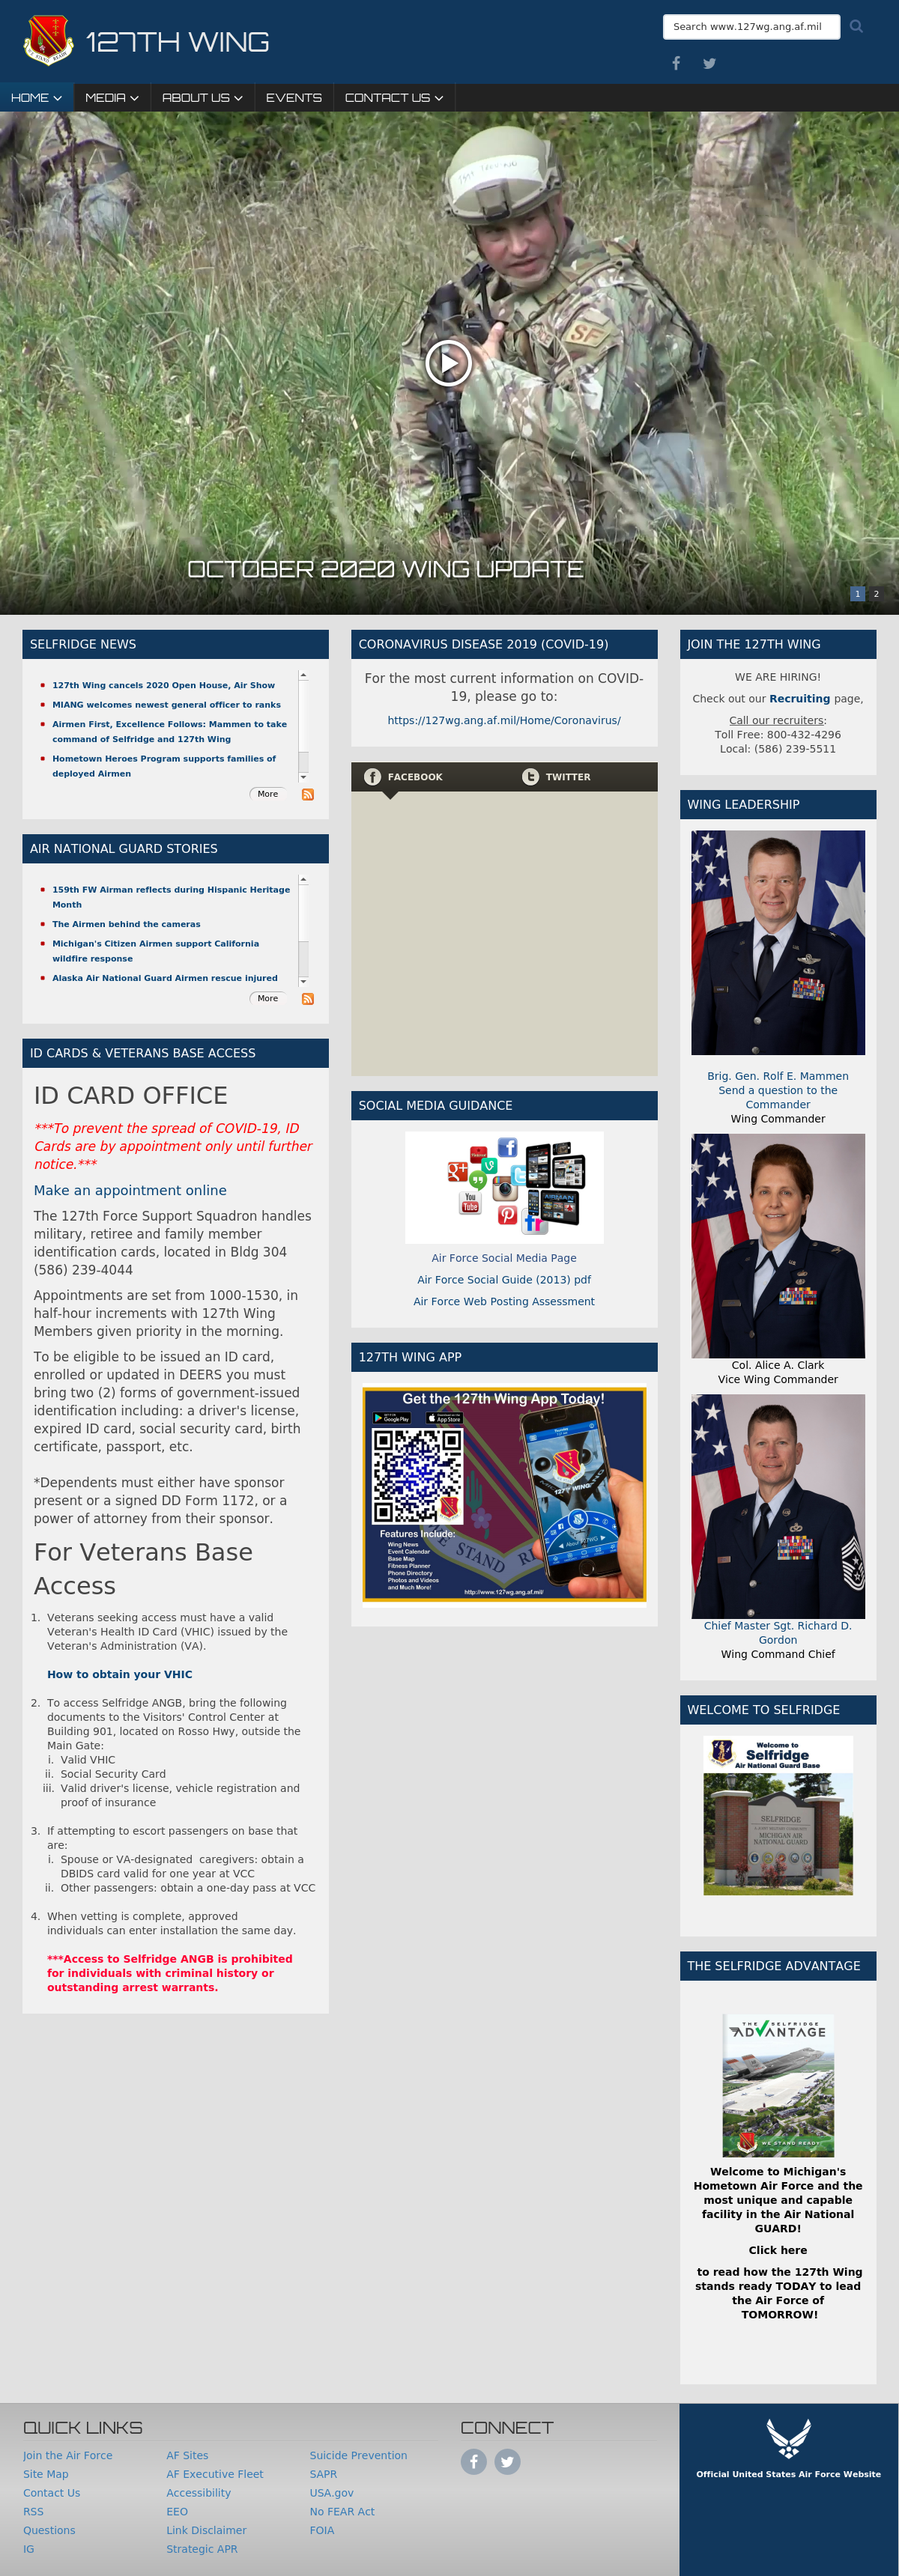 127TH WING
Search www.127wg.ang.af.mil
HOME
MEDIA
ABOUT US
EVENTS
CONTACT US
SF
OCTOBER 2020 WING UPDATE
1
2
SELFRIDGE NEWS
127th Wing cancels 2020 Open House, Air Show
MIANG welcomes newest general officer to ranks
Airmen First, Excellence Follows: Mammen to take
command of Selfridge and 127th Wing
Hometown Heroes Program supports families of
deployed Airmen
More
AIR NATIONAL GUARD STORIES
159th FW Airman reflects during Hispanic Heritage
Month
The Airmen behind the cameras
Michigan's Citizen Airmen support California
wildfire response
Alaska Air National Guard Airmen rescue injured
More
ID CARDS & VETERANS BASE ACCESS
ID CARD OFFICE
***To prevent the spread of COVID-19, ID
Cards are by appointment only until further
notice.***
Make an appointment online
The 127th Force Support Squadron handles
military, retiree and family member
identification cards, located in Bldg 304
(586) 239-4044
Appointments are set from 1000-1530, in
half-hour increments with 127th Wing
Members given priority in the morning.
To be eligible to be issued an ID card,
enrolled or updated in DEERS you must
bring two (2) forms of government-issued
identification including: a driver's license,
expired ID card, social security card, birth
certificate, passport, etc.
*Dependents must either have sponsor
present or a signed DD Form 1172, or a
power of attorney from their sponsor.
For Veterans Base
Access
1. Veterans seeking access must have a valid
Veteran's Health ID Card (VHIC) issued by the
Veteran's Administration (VA).
How to obtain your VHIC
2. To access Selfridge ANGB, bring the following
documents to the Visitors' Control Center at
Building 901, located on Rosso Hwy, outside the
Main Gate:
i. Valid VHIC
ii. Social Security Card
iii. Valid driver's license, vehicle registration and
proof of insurance
3. If attempting to escort passengers on base that
are:
i. Spouse or VA-designated caregivers: obtain a
DBIDS card valid for one year at VCC
ii. Other passengers: obtain a one-day pass at VCC
4. When vetting is complete, approved
individuals can enter installation the same day.
***Access to Selfridge ANGB is prohibited
for individuals with criminal history or
outstanding arrest warrants.
CORONAVIRUS DISEASE 2019 (COVID-19)
For the most current information on COVID-
19, please go to:
https://127wg.ang.af.mil/Home/Coronavirus/
FACEBOOK
TWITTER
SOCIAL MEDIA GUIDANCE
You
Tube
Air Force Social Media Page
Air Force Social Guide (2013) pdf
Air Force Web Posting Assessment
127TH WING APP
Get the 127th Wing App Today!
Google Play
App Store
127TH WING
Features Include:
Wing News
Event Calendar
Base Map
Fitness Planner
Phone Directory
Photos and Videos
and Much More!
http://www.127wg.ang.af.mil/
JOIN THE 127TH WING
WE ARE HIRING!
Check out our Recruiting page,
Call our recruiters:
Toll Free: 800-432-4296
Local: (586) 239-5511
WING LEADERSHIP
Brig. Gen. Rolf E. Mammen
Send a question to the
Commander
Wing Commander
Col. Alice A. Clark
Vice Wing Commander
Chief Master Sgt. Richard D.
Gordon
Wing Command Chief
WELCOME TO SELFRIDGE
Welcome to
Selfridge
Air National Guard Base
SELFRIDGE
MICHIGAN AIR
NATIONAL GUARD
THE SELFRIDGE ADVANTAGE
THE SELFRIDGE
ADVANTAGE
WE STAND READY
Welcome to Michigan's
Hometown Air Force and the
most unique and capable
facility in the Air National
GUARD!
Click here
to read how the 127th Wing
stands ready TODAY to lead
the Air Force of
TOMORROW!
QUICK LINKS
Join the Air Force
Site Map
Contact Us
RSS
Questions
IG
AF Sites
AF Executive Fleet
Accessibility
EEO
Link Disclaimer
Strategic APR
Suicide Prevention
SAPR
USA.gov
No FEAR Act
FOIA
CONNECT
Official United States Air Force Website